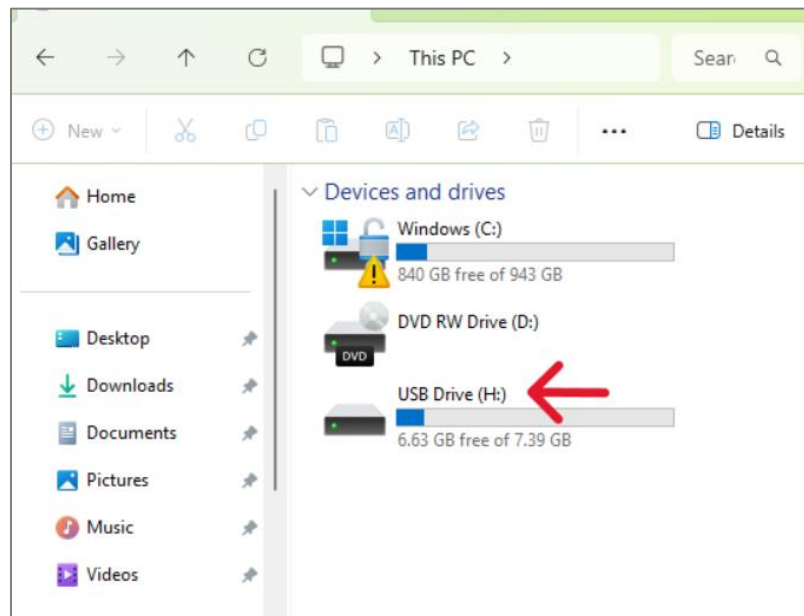 This PC
Sear
New
Details
Home
Gallery
Desktop
Downloads
Documents
Pictures
Music
Videos
Devices and drives
Windows (C:)
840 GB free of 943 GB
DVD RW Drive (D:)
DVD
USB Drive (H:)
6.63 GB free of 7.39 GB